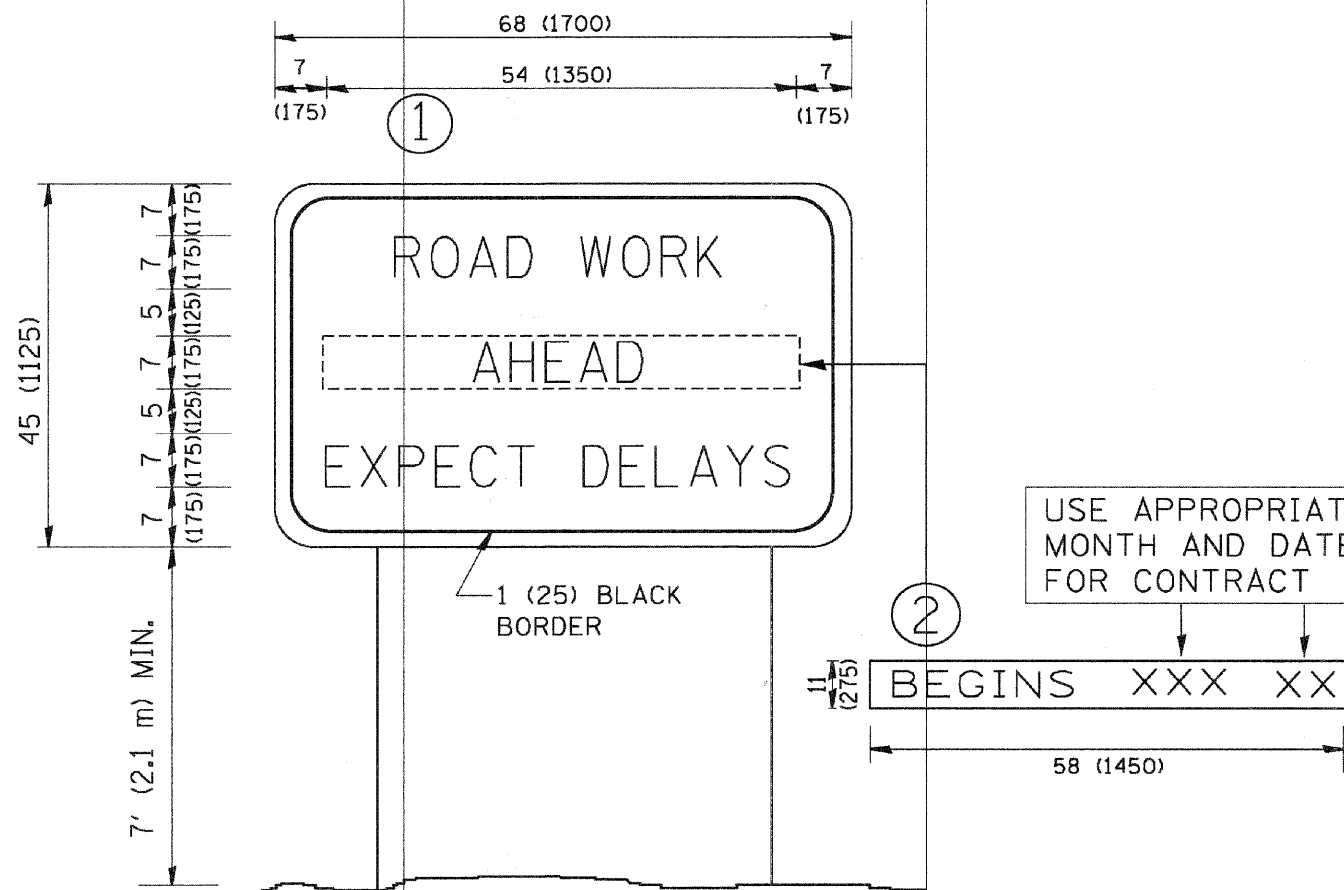 68 (1700)
7
54 (1350)
7
(175)
(175)
1
45 (1125)
7
(175)
7
(175)
5
(125)
7
(175)
5
(125)
7
(175)
7
(175)
ROAD WORK
AHEAD
EXPECT DELAYS
1 (25) BLACK
BORDER
7' (2.1 m) MIN.
USE APPROPRIAT
MONTH AND DATE
FOR CONTRACT
2
11
(275)
BEGINS XXX XX
58 (1450)